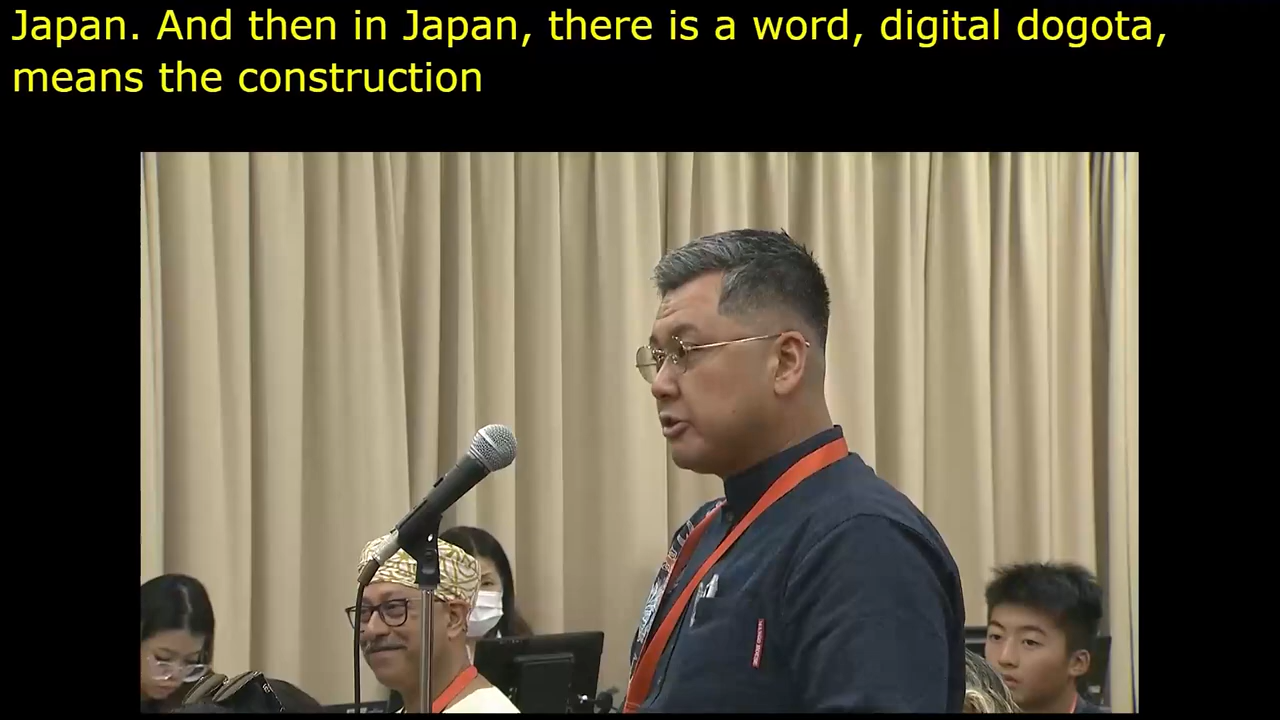 Japan. And then in Japan, there is a word, digital dogota,
means the construction